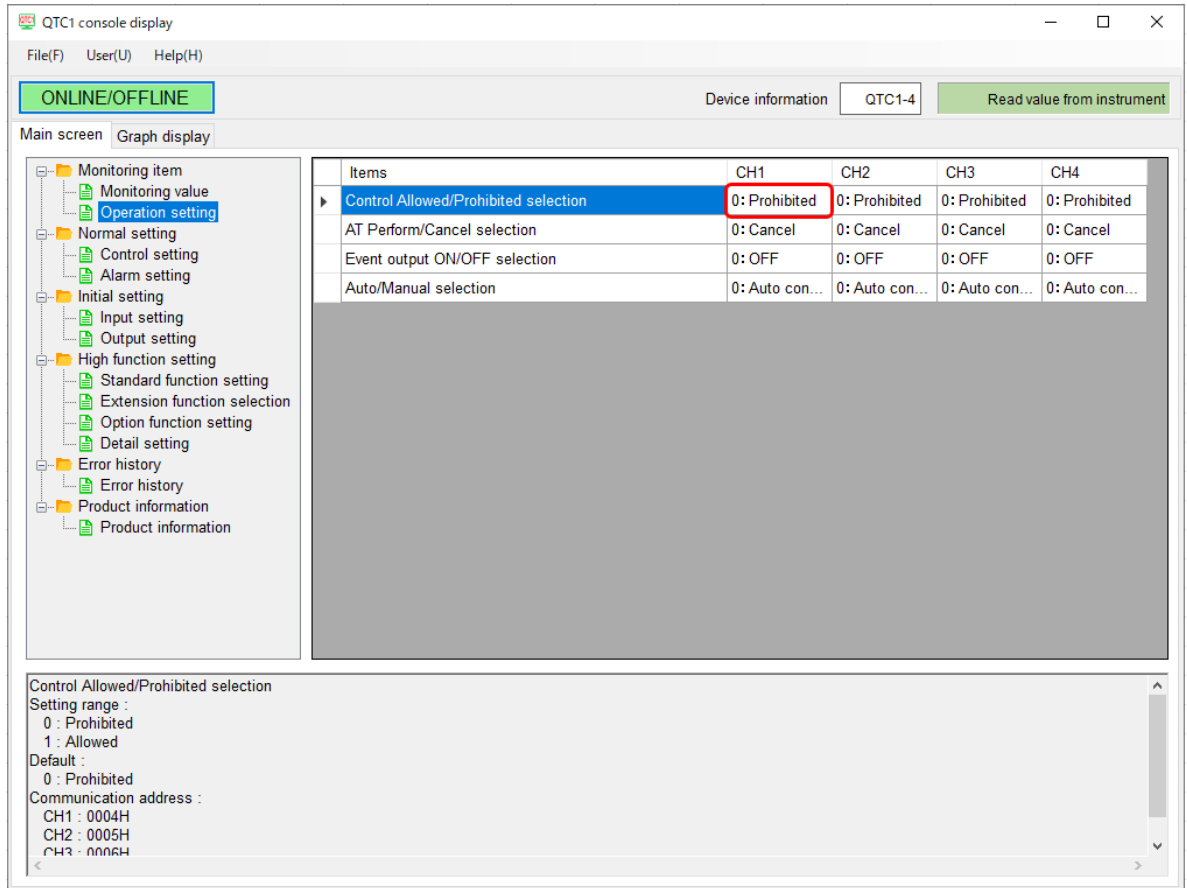 QTC1 console display
File(F) User(U) Help(H)
ONLINE/OFFLINE Device information QTC1-4 Read value from instrument
Main screen Graph display
Monitoring item
Monitoring value
Operation setting
Normal setting
Control setting
Alarm setting
Initial setting
Input setting
Output setting
High function setting
Standard function setting
Extension function selection
Option function setting
Detail setting
Error history
Error history
Product information
Product information
Items CH1 CH2 CH3 CH4
Control Allowed/Prohibited selection 0: Prohibited 0: Prohibited 0: Prohibited 0: Prohibited
AT Perform/Cancel selection 0: Cancel 0: Cancel 0: Cancel 0: Cancel
Event output ON/OFF selection 0: OFF 0: OFF 0: OFF 0: OFF
Auto/Manual selection 0: Auto con... 0: Auto con... 0: Auto con... 0: Auto con...
Control Allowed/Prohibited selection
Setting range :
0 : Prohibited
1 : Allowed
Default :
0 : Prohibited
Communication address :
CH1 : 0004H
CH2 : 0005H
CH3 : 0006H